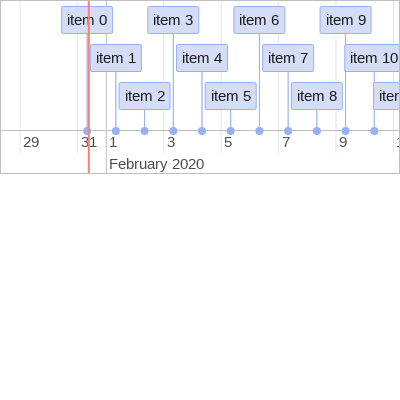 item 0 item 3 item 6 item 9
item 1 item 4 item 7 item 10
item 2 item 5 item 8
29 31 1 3 5 7 9
February 2020